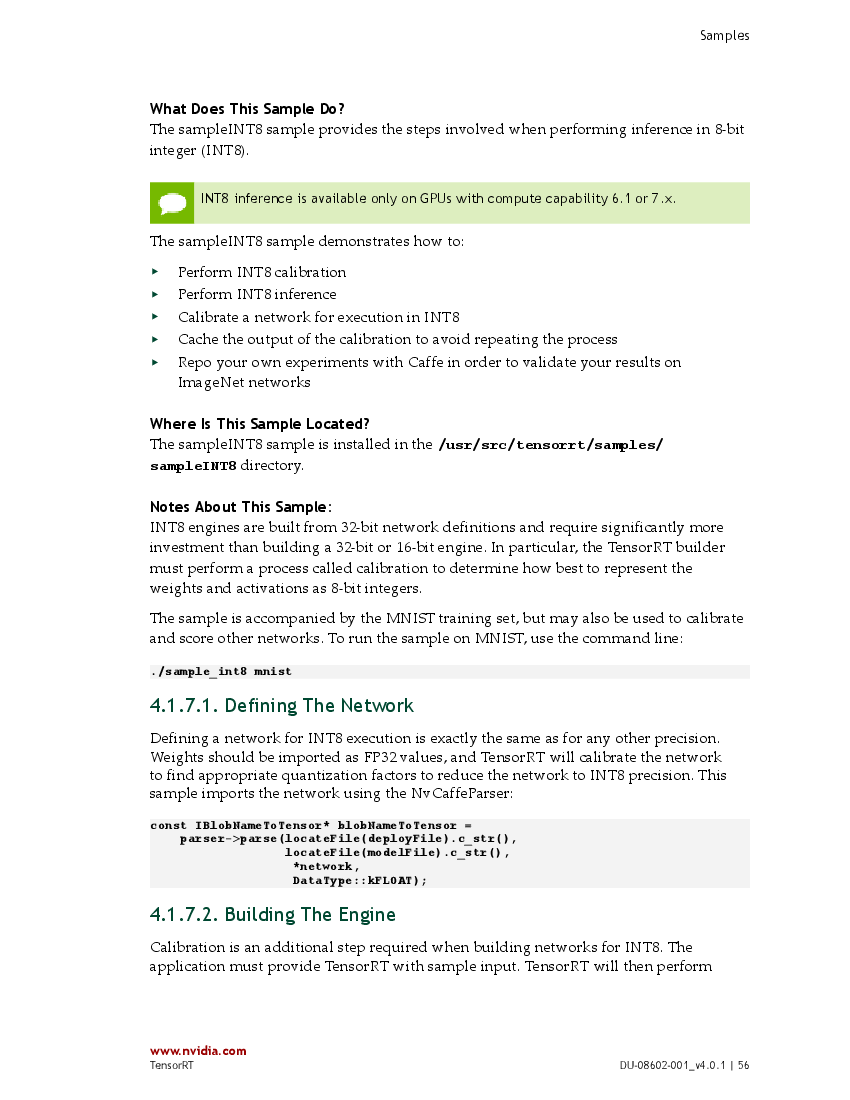 Samples
What Does This Sample Do?
The sampleINT8 sample provides the steps involved when performing inference in 8-bit
integer (INT8).
INT8 inference is available only on GPUs with compute capability 6.1 or 7.x.
The sampleINT8 sample demonstrates how to:
‣ Perform INT8 calibration
‣ Perform INT8 inference
‣ Calibrate a network for execution in INT8
‣ Cache the output of the calibration to avoid repeating the process
‣ Repo your own experiments with Caffe in order to validate your results on
ImageNet networks
Where Is This Sample Located?
The sampleINT8 sample is installed in the /usr/src/tensorrt/samples/
sampleINT8 directory.
Notes About This Sample:
INT8 engines are built from 32-bit network definitions and require significantly more
investment than building a 32-bit or 16-bit engine. In particular, the TensorRT builder
must perform a process called calibration to determine how best to represent the
weights and activations as 8-bit integers.
The sample is accompanied by the MNIST training set, but may also be used to calibrate
and score other networks. To run the sample on MNIST, use the command line:
./sample_int8 mnist
4.1.7.1. Defining The Network
Defining a network for INT8 execution is exactly the same as for any other precision.
Weights should be imported as FP32 values, and TensorRT will calibrate the network
to find appropriate quantization factors to reduce the network to INT8 precision. This
sample imports the network using the NvCaffeParser:
const IBlobNameToTensor* blobNameToTensor =
parser->parse(locateFile(deployFile).c_str(),
locateFile(modelFile).c_str(),
*network,
DataType::kFLOAT);
4.1.7.2. Building The Engine
Calibration is an additional step required when building networks for INT8. The
application must provide TensorRT with sample input. TensorRT will then perform
www.nvidia.com
TensorRT DU-08602-001_v4.0.1 | 56